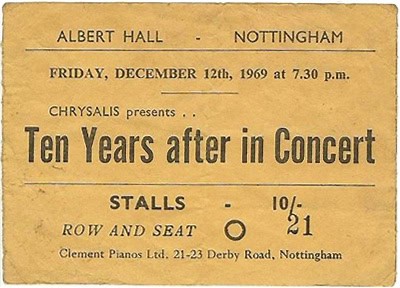 ALBERT HALL - NOTTINGHAM
FRIDAY, DECEMBER 12th, 1969 at 7.30 p.m.
CHRYSALIS presents . .
Ten Years after in Concert
STALLS - 10/-
ROW AND SEAT O 21
Clement Pianos Ltd. 21-23 Derby Road, Nottingham